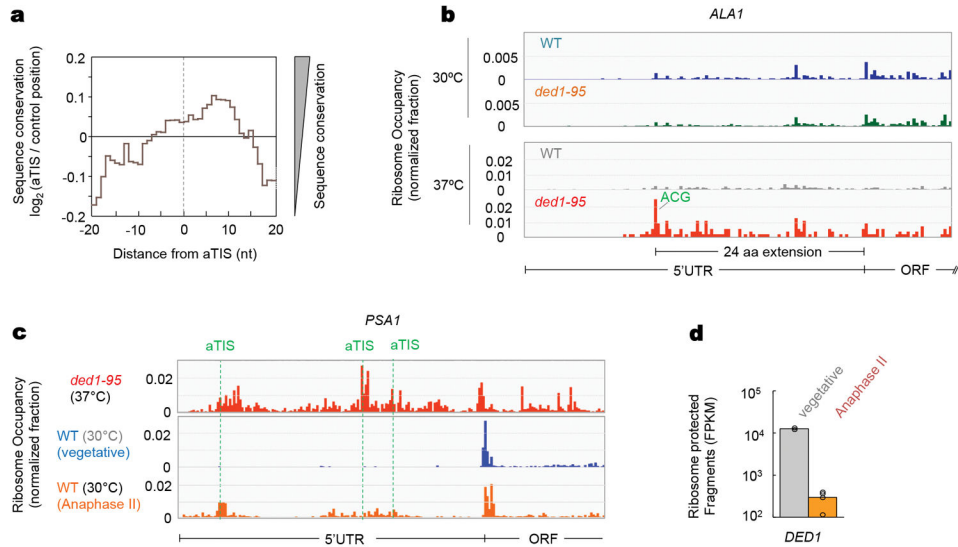 a
Sequence conservation
log2 (aTIS / control position)
0.2
0.1
0
-0.1
-0.2
-20
-10
0
10
20
Distance from aTIS (nt)
Sequence conservation
b
ALA1
Ribosome Occupancy
(normalized fraction)
30ºC
WT
0.005
0
ded1-95
0.005
0
37ºC
WT
0.02
0.01
0
ded1-95
ACG
0.02
0.01
0
24 aa extension
5'UTR
ORF
c
PSA1
aTIS
aTIS
aTIS
Ribosome Occupancy
(normalized fraction)
ded1-95
(37°C)
0.02
0
WT (30°C)
(vegetative)
0.02
0
WT (30°C)
(Anaphase II)
0.02
0
5'UTR
ORF
d
Ribosome protected
Fragments (FPKM)
vegetative
Anaphase II
10^5
10^4
10^3
10^2
DED1